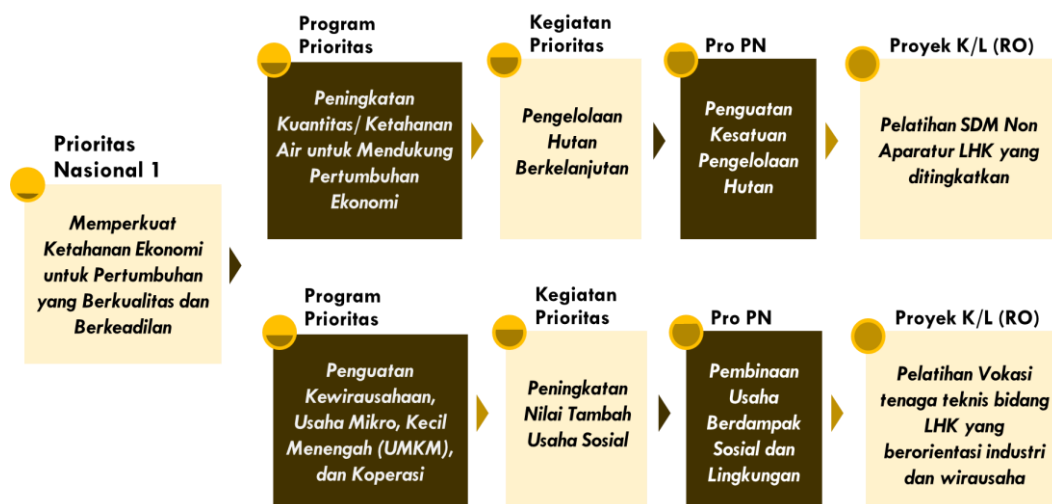 Prioritas
Nasional 1
Memperkuat
Ketahanan Ekonomi
untuk Pertumbuhan
yang Berkualitas dan
Berkeadilan
Program
Prioritas
Peningkatan
Kuantitas/ Ketahanan
Air untuk Mendukung
Pertumbuhan
Ekonomi
Kegiatan
Prioritas
Pengelolaan
Hutan
Berkelanjutan
Pro PN
Penguatan
Kesatuan
Pengelolaan
Hutan
Proyek K/L (RO)
Pelatihan SDM Non
Aparatur LHK yang
ditingkatkan
Program
Prioritas
Penguatan
Kewirausahaan,
Usaha Mikro, Kecil
Menengah (UMKM),
dan Koperasi
Kegiatan
Prioritas
Peningkatan
Nilai Tambah
Usaha Sosial
Pro PN
Pembinaan
Usaha
Berdampak
Sosial dan
Lingkungan
Proyek K/L (RO)
Pelatihan Vokasi
tenaga teknis bidang
LHK yang
berorientasi industri
dan wirausaha